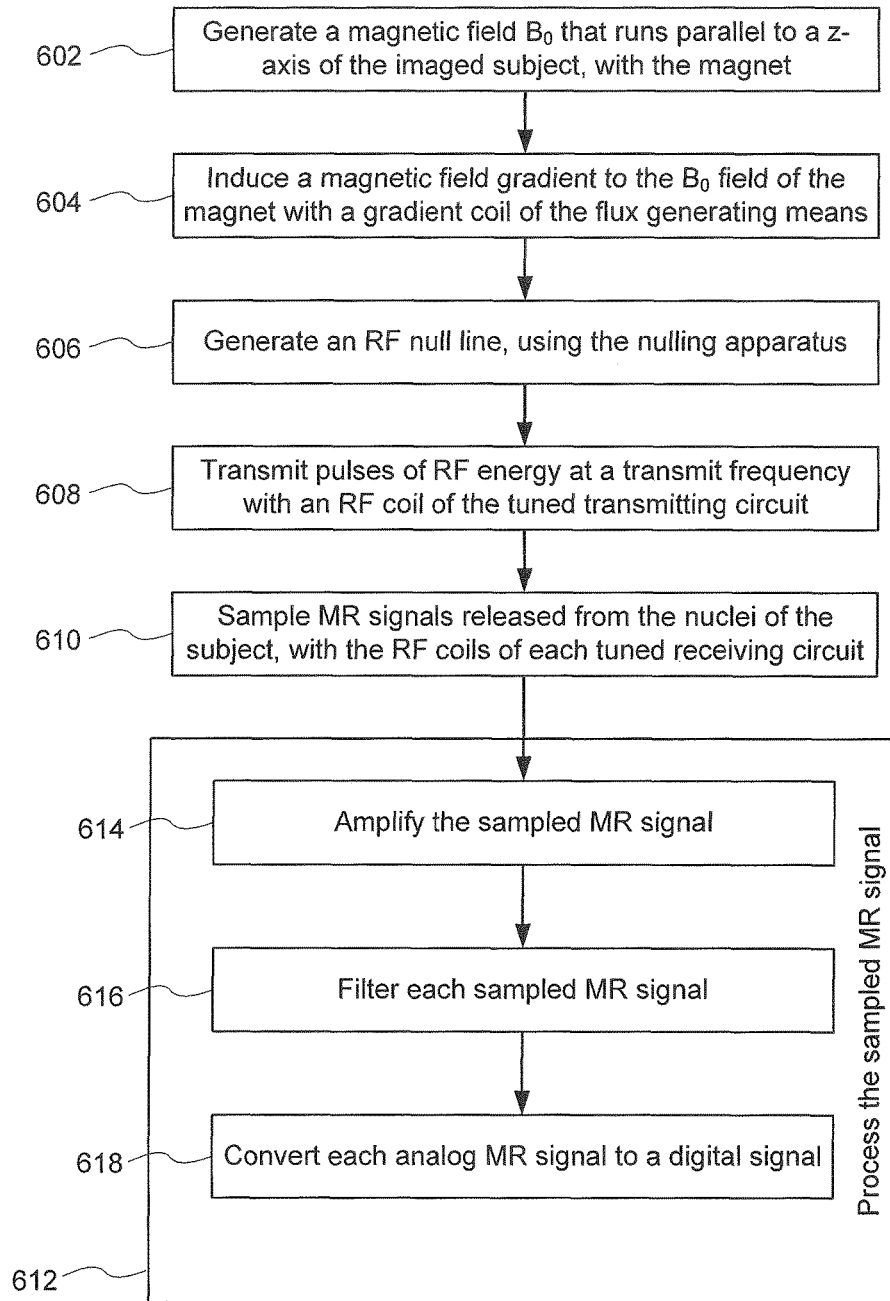 602
Generate a magnetic field B₀ that runs parallel to a z-
axis of the imaged subject, with the magnet
604
Induce a magnetic field gradient to the B₀ field of the
magnet with a gradient coil of the flux generating means
606
Generate an RF null line, using the nulling apparatus
608
Transmit pulses of RF energy at a transmit frequency
with an RF coil of the tuned transmitting circuit
610
Sample MR signals released from the nuclei of the
subject, with the RF coils of each tuned receiving circuit
614
Amplify the sampled MR signal
616
Filter each sampled MR signal
618
Convert each analog MR signal to a digital signal
Process the sampled MR signal
612